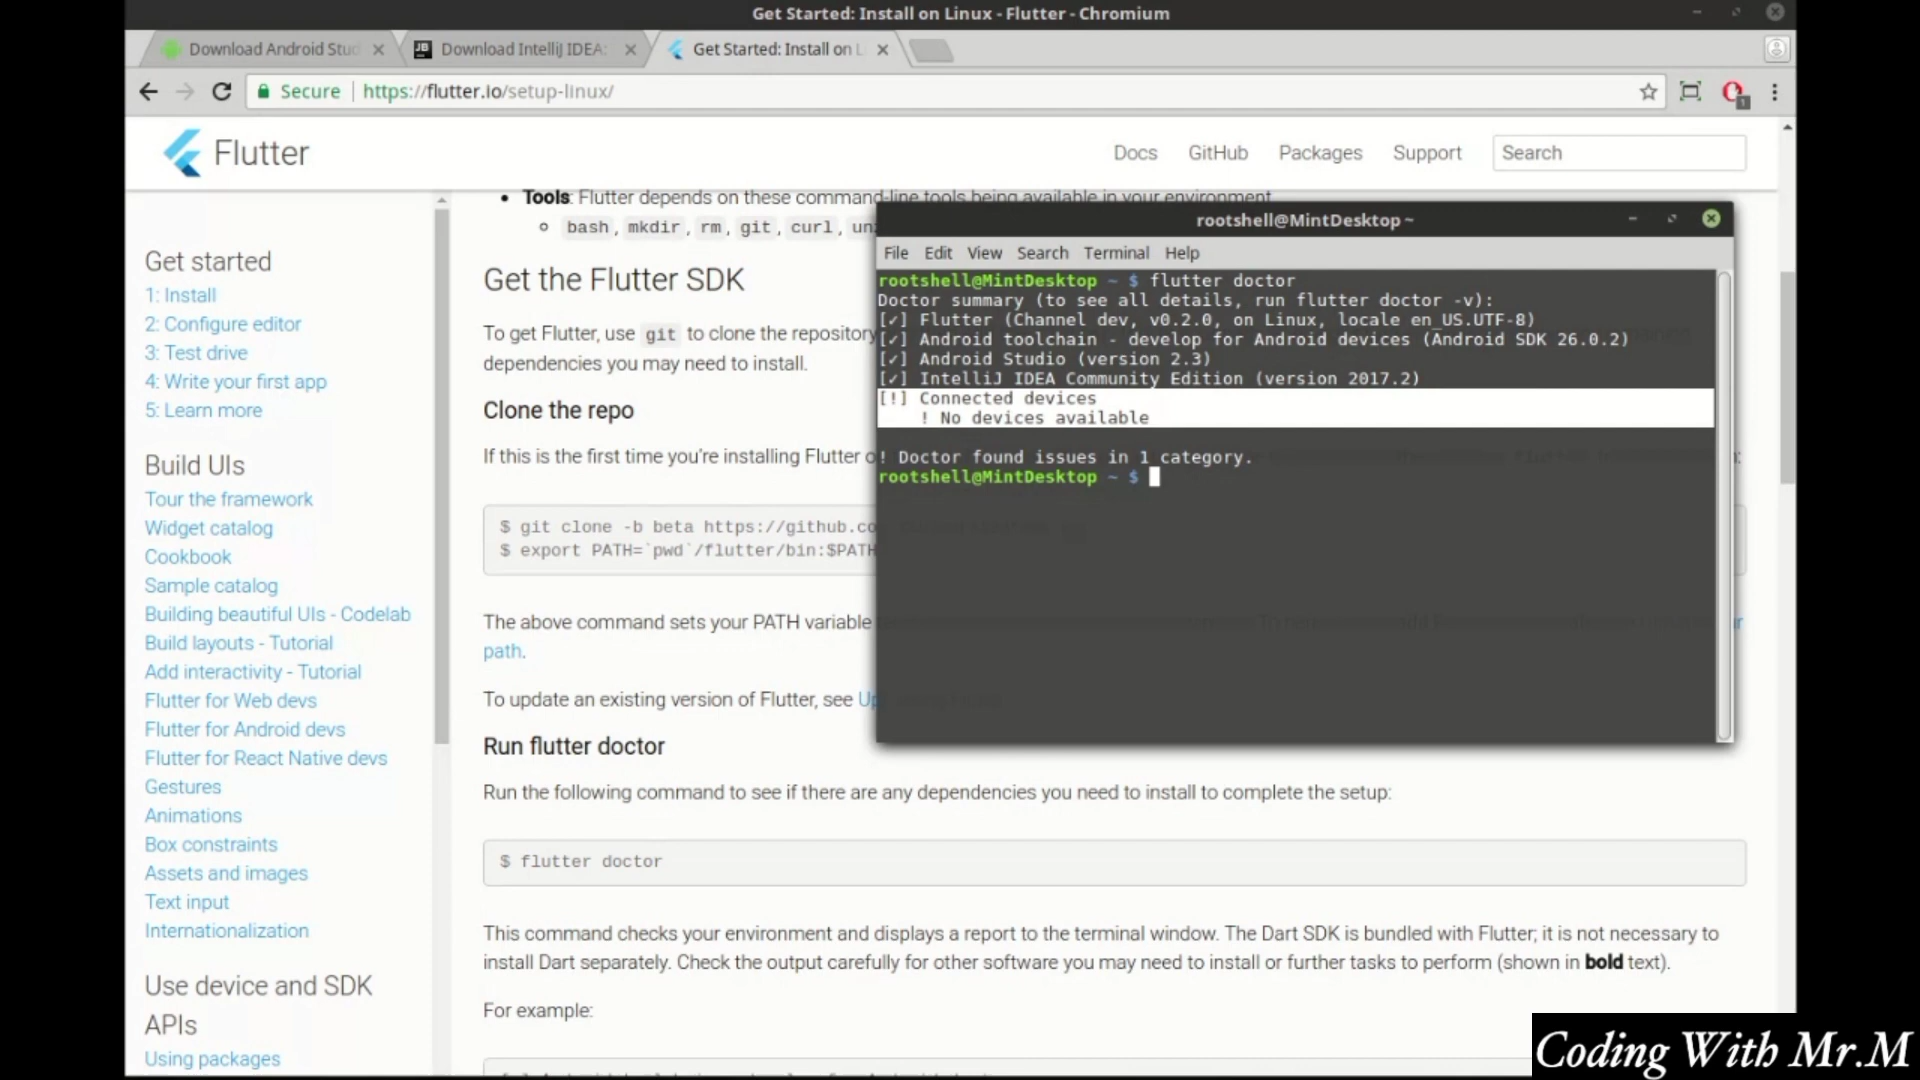 Get Started: Install on Linux - Flutter - Chromium
Download Android Stud
Download IntelliJ IDEA:
Get Started: Install on L
Secure | https://flutter.io/setup-linux/
1
Flutter
Docs
GitHub
Packages
Support
Search
Get started
1: Install
2: Configure editor
3: Test drive
4: Write your first app
5: Learn more
Build UIs
Tour the framework
Widget catalog
Cookbook
Sample catalog
Building beautiful UIs - Codelab
Build layouts - Tutorial
Add interactivity - Tutorial
Flutter for Web devs
Flutter for Android devs
Flutter for React Native devs
Gestures
Animations
Box constraints
Assets and images
Text input
Internationalization
Use device and SDK
APIs
Using packages
• Tools: Flutter depends on these command-line tools being available in your environment.
bash, mkdir, rm, git, curl, un
Get the Flutter SDK
To get Flutter, use git to clone the repository
dependencies you may need to install.
Clone the repo
If this is the first time you're installing Flutter o
$ git clone -b beta https://github.co
$ export PATH=`pwd`/flutter/bin:$PATH
The above command sets your PATH variable
path.
To update an existing version of Flutter, see Up
Run flutter doctor
Run the following command to see if there are any dependencies you need to install to complete the setup:
$ flutter doctor
This command checks your environment and displays a report to the terminal window. The Dart SDK is bundled with Flutter; it is not necessary to
install Dart separately. Check the output carefully for other software you may need to install or further tasks to perform (shown in bold text).
For example:
rootshell@MintDesktop ~
File Edit View Search Terminal Help
rootshell@MintDesktop ~ $ flutter doctor
Doctor summary (to see all details, run flutter doctor -v):
[✓] Flutter (Channel dev, v0.2.0, on Linux, locale en_US.UTF-8)
[✓] Android toolchain - develop for Android devices (Android SDK 26.0.2)
[✓] Android Studio (version 2.3)
[✓] IntelliJ IDEA Community Edition (version 2017.2)
[!] Connected devices
! No devices available
! Doctor found issues in 1 category.
rootshell@MintDesktop ~ $
Coding With Mr.M